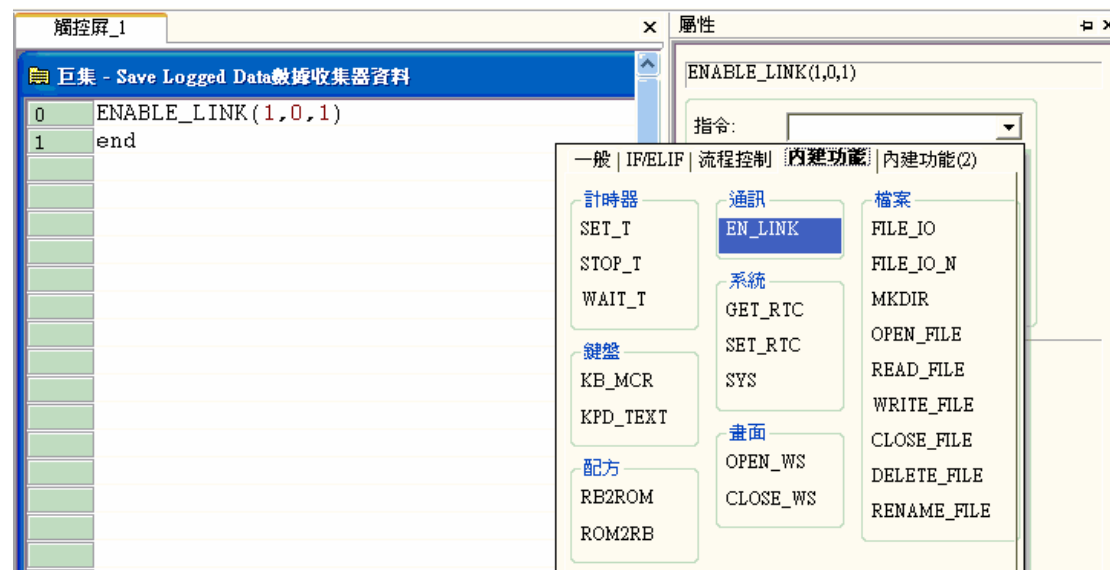 觸控屏_1
巨集 - Save Logged Data數據收集器資料
0 ENABLE_LINK(1,0,1)
1 end
屬性
ENABLE_LINK(1,0,1)
指令:
一般 | IF/ELIF | 流程控制 | 內建功能 | 內建功能(2)
計時器
SET_T
STOP_T
WAIT_T
鍵盤
KB_MCR
KPD_TEXT
配方
RB2ROM
ROM2RB
通訊
EN_LINK
系統
GET_RTC
SET_RTC
SYS
畫面
OPEN_WS
CLOSE_WS
檔案
FILE_IO
FILE_IO_N
MKDIR
OPEN_FILE
READ_FILE
WRITE_FILE
CLOSE_FILE
DELETE_FILE
RENAME_FILE